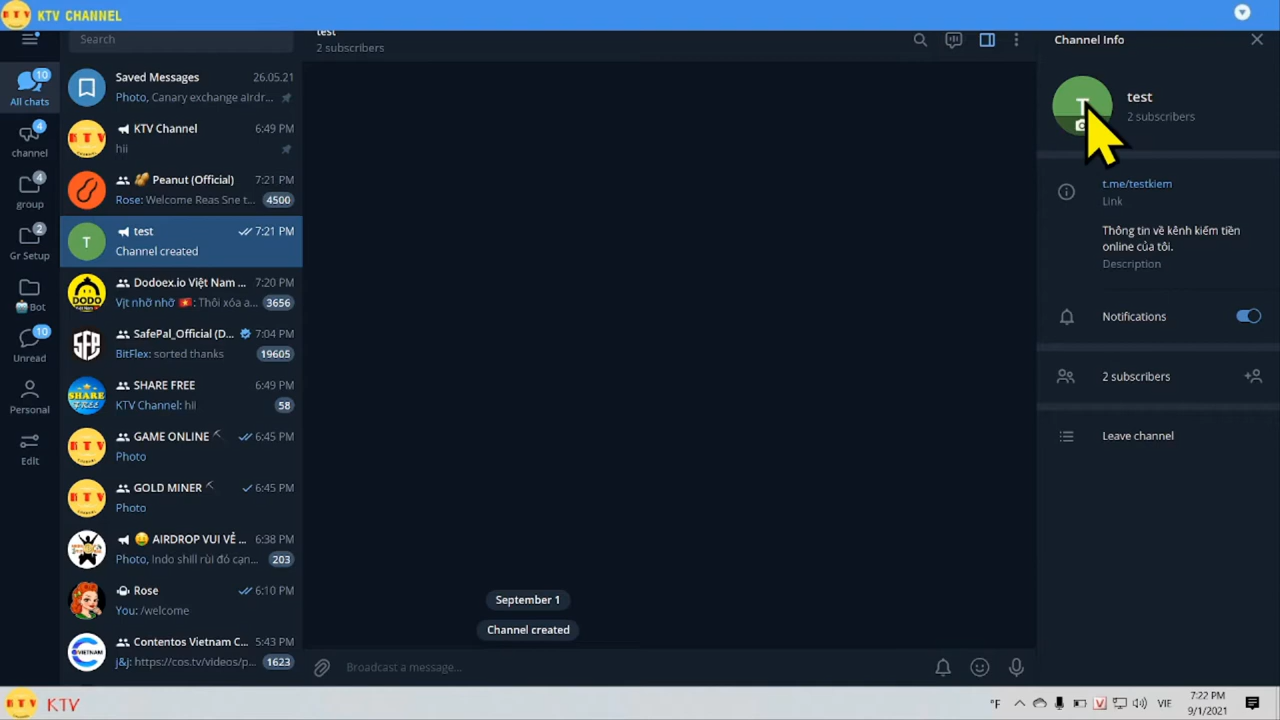 KTV CHANNEL
Search
test
2 subscribers
Channel Info
10
All chats
4
channel
4
group
2
Gr Setup
Bot
10
Unread
Personal
Edit
Saved Messages 26.05.21
Photo, Canary exchange airdr...
KTV Channel 6:49 PM
hii
Peanut (Official) 7:21 PM
Rose: Welcome Reas Sne t... 4500
T
test 7:21 PM
Channel created
Dodoex.io Việt Nam ... 7:20 PM
Vịt nhỡ nhỡ : Thôi xóa a... 3656
SafePal_Official (D... 7:04 PM
BitFlex: sorted thanks 19605
SHARE FREE 6:49 PM
KTV Channel: hii 58
GAME ONLINE 6:45 PM
Photo
GOLD MINER 6:45 PM
Photo
AIRDROP VUI VẺ ... 6:38 PM
Photo, Indo shill rùi đó cạn... 203
Rose 6:10 PM
You: /welcome
Contentos Vietnam C... 5:43 PM
j&j: https://cos.tv/videos/p... 1623
September 1
Channel created
Broadcast a message...
T
test
2 subscribers
t.me/testkiem
Link
Thông tin về kênh kiếm tiền
online của tôi.
Description
Notifications
2 subscribers
Leave channel
KTV KTV
°F
V
VIE
7:22 PM
9/1/2021